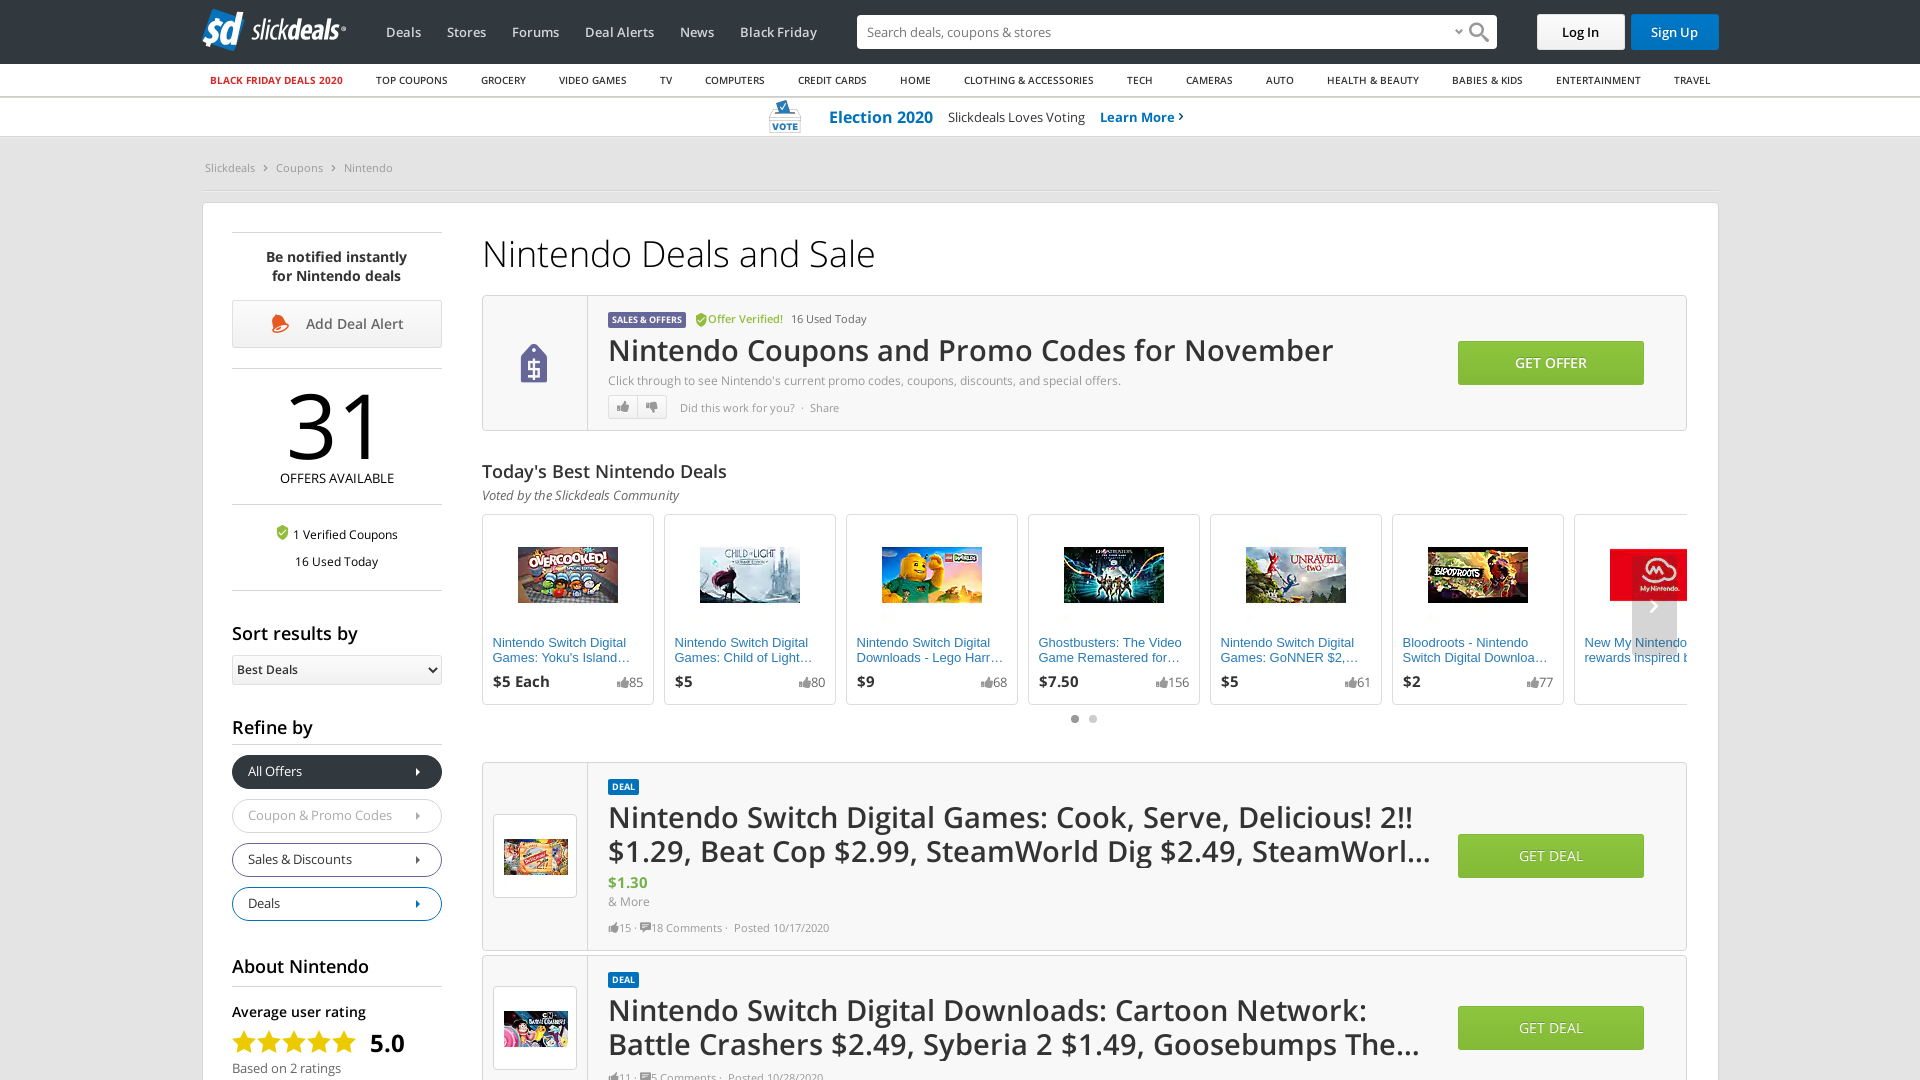 sd slickdeals
Deals
Stores
Forums
Deal Alerts
News
Black Friday
Search deals, coupons & stores
Log In
Sign Up
BLACK FRIDAY DEALS 2020
TOP COUPONS
GROCERY
VIDEO GAMES
TV
COMPUTERS
CREDIT CARDS
HOME
CLOTHING & ACCESSORIES
TECH
CAMERAS
AUTO
HEALTH & BEAUTY
BABIES & KIDS
ENTERTAINMENT
TRAVEL
VOTE
Election 2020
Slickdeals Loves Voting
Learn More
Slickdeals
Coupons
Nintendo
Be notified instantly
for Nintendo deals
Add Deal Alert
31
OFFERS AVAILABLE
1 Verified Coupons
16 Used Today
Sort results by
Best Deals
Refine by
All Offers
Coupon & Promo Codes
Sales & Discounts
Deals
About Nintendo
Average user rating
5.0
Based on 2 ratings
Nintendo Deals and Sale
SALES & OFFERS
Offer Verified!
16 Used Today
Nintendo Coupons and Promo Codes for November
Click through to see Nintendo's current promo codes, coupons, discounts, and special offers.
Did this work for you? · Share
GET OFFER
Today's Best Nintendo Deals
Voted by the Slickdeals Community
OVERCOOKED!
Nintendo Switch Digital
Games: Yoku's Island…
$5 Each
85
CHILD OF LIGHT
Nintendo Switch Digital
Games: Child of Light…
$5
80
Nintendo Switch Digital
Downloads - Lego Harr…
$9
68
Ghostbusters: The Video
Game Remastered for…
$7.50
156
UNRAVEL
TWO
Nintendo Switch Digital
Games: GoNNER $2,…
$5
61
BLOODROOTS
Bloodroots - Nintendo
Switch Digital Downloa…
$2
77
My Nintendo.
New My Nintendo
rewards inspired b
DEAL
Nintendo Switch Digital Games: Cook, Serve, Delicious! 2!!
$1.29, Beat Cop $2.99, SteamWorld Dig $2.49, SteamWorl...
$1.30
& More
15 · 18 Comments · Posted 10/17/2020
GET DEAL
DEAL
Nintendo Switch Digital Downloads: Cartoon Network:
Battle Crashers $2.49, Syberia 2 $1.49, Goosebumps The...
11 · 5 Comments · Posted 10/28/2020
GET DEAL